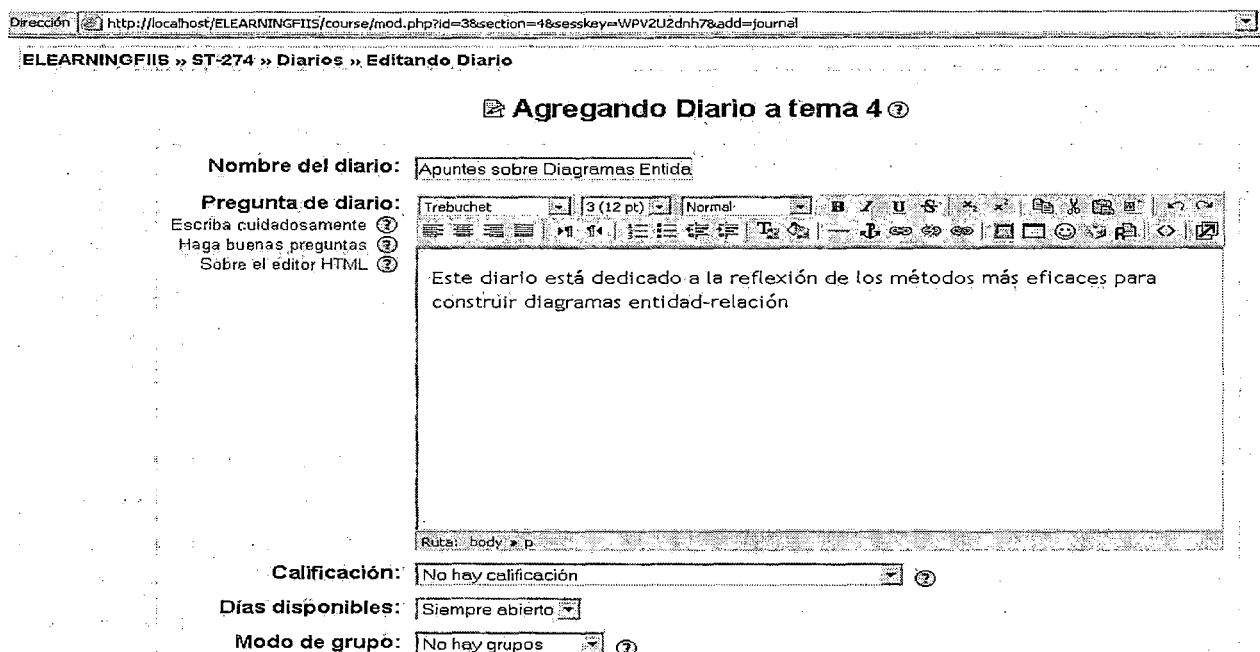 Dirección http://localhost/ELEARNINGFIIS/course/mod.php?id=3&section=4&sesskey=WPV2U2dnh7&add=journal
ELEARNINGFIIS » ST-274 » Diarios » Editando Diario
Agregando Diario a tema 4
Nombre del diario: Apuntes sobre Diagramas Entida
Pregunta de diario: Trebuchet 3 (12 pt) Normal B I U S
Escriba cuidadosamente
Haga buenas preguntas
Sobre el editor HTML
Este diario está dedicado a la reflexión de los métodos más eficaces para
construir diagramas entidad-relación
Ruta: body » p
Calificación: No hay calificación
Días disponibles: Siempre abierto
Modo de grupo: No hay grupos